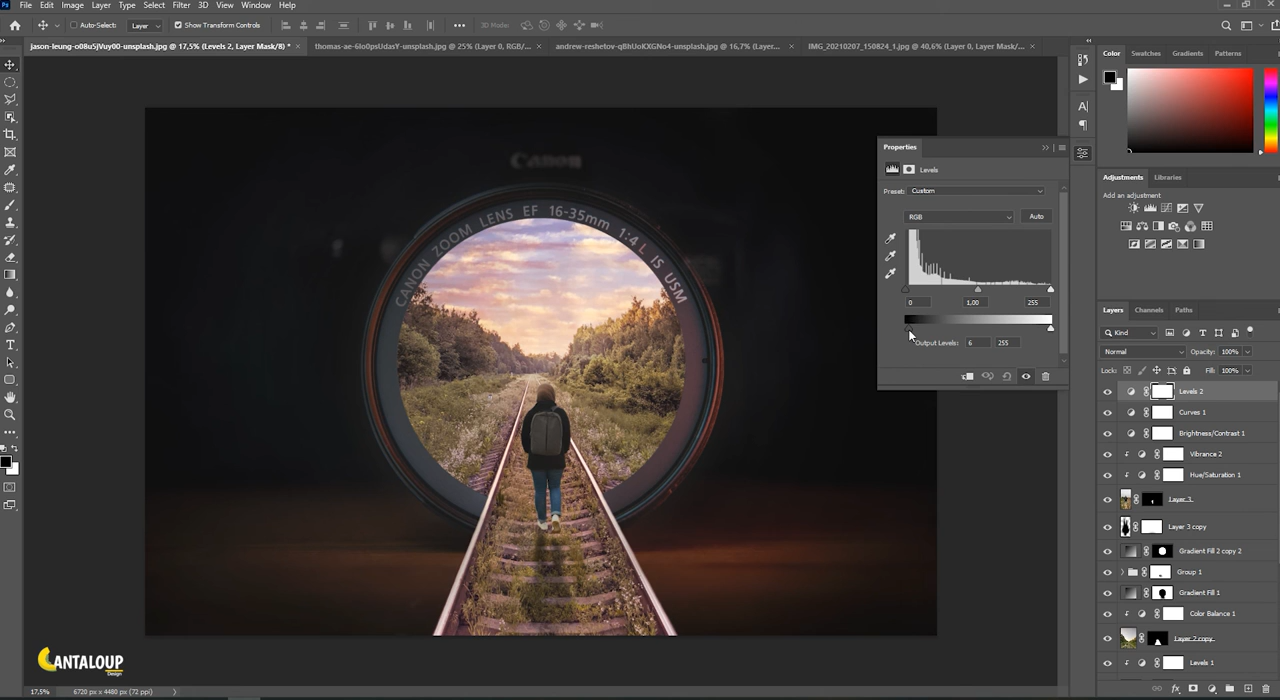 File Edit Image Layer Type Select Filter 3D View Window Help
Auto-Select: Layer Show Transform Controls 3D Mode:
jason-leung-o08u5jVuy00-unsplash.jpg @ 17,5% (Levels 2, Layer Mask/8) *
thomas-ae-6Io0psUdaY-unsplash.jpg @ 25% (Layer 0, RGB/...
andrew-reshetov-qBhUoKXGNo4-unsplash.jpg @ 16,7% (Layer...
IMG_20210207_150824_1.jpg @ 40,6% (Layer 0, Layer Mask/...
Color Swatches Gradients Patterns
Canon
CANON ZOOM LENS EF 16-35mm 1:4 L IS USM
Properties
Levels
Preset: Custom
RGB Auto
0 1,00 255
Output Levels: 6 255
Adjustments Libraries
Add an adjustment
Layers Channels Paths
Kind
Normal Opacity: 100%
Lock: Fill: 100%
Levels 2
Curves 1
Brightness/Contrast 1
Vibrance 2
Hue/Saturation 1
Layer 3
Layer 3 copy
Gradient Fill 2 copy 2
Group 1
Gradient Fill 1
Color Balance 1
Layer 2 copy
Levels 1
CANTALOUP
Design
17,5% 6720 px x 4480 px (72 ppi)